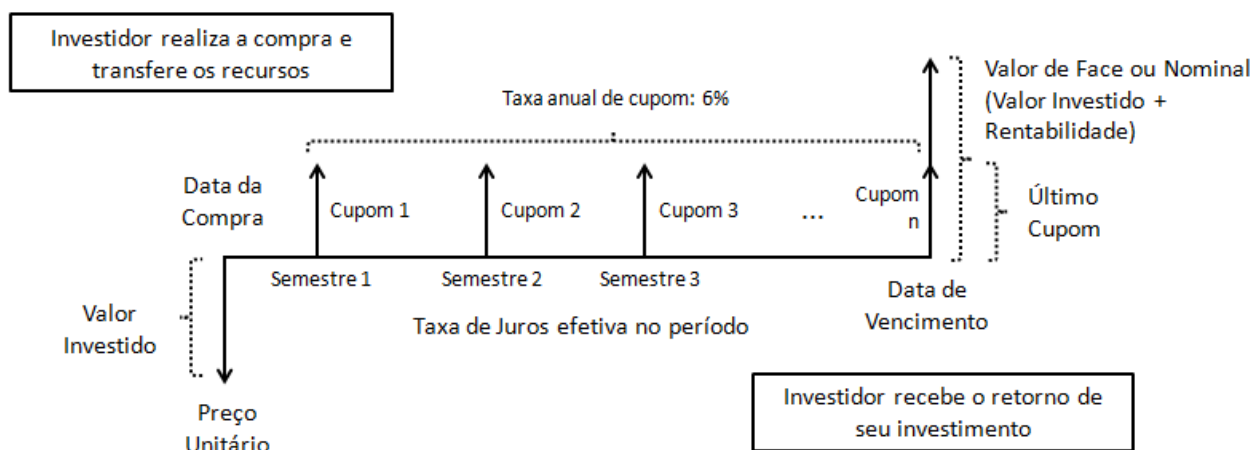 Investidor realiza a compra e
transfere os recursos
Taxa anual de cupom: 6%
Valor de Face ou Nominal
(Valor Investido +
Rentabilidade)
Data da
Compra
Cupom 1
Cupom 2
Cupom 3
...
Cupom
n
Último
Cupom
Semestre 1
Semestre 2
Semestre 3
Data de
Vencimento
Valor
Investido
Taxa de Juros efetiva no período
Preço
Unitário
Investidor recebe o retorno de
seu investimento